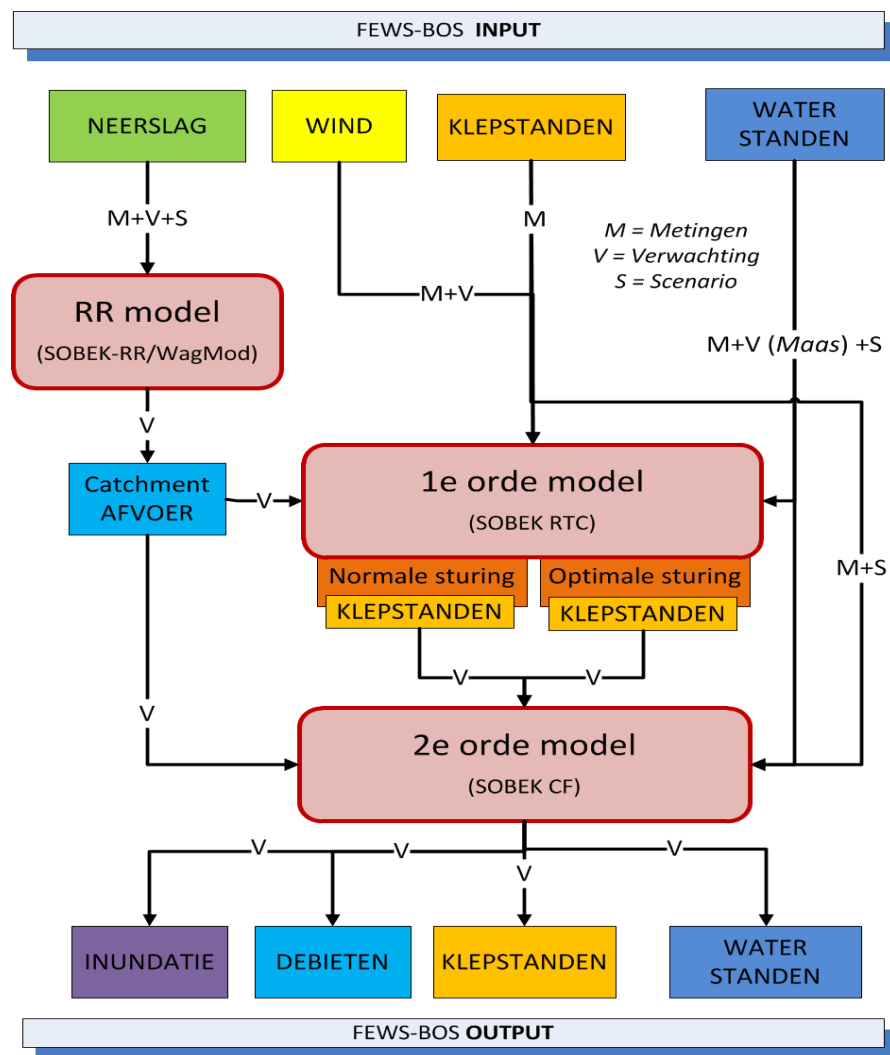 FEWS-BOS INPUT
NEERSLAG
WIND
KLEPSTANDEN
WATER
STANDEN
M+V+S
M
M = Metingen
V = Verwachting
S = Scenario
M+V
RR model
(SOBEK-RR/WagMod)
M+V (Maas) +S
V
Catchment
AFVOER
V
1e orde model
(SOBEK RTC)
M+S
Normale sturing
Optimale sturing
KLEPSTANDEN
KLEPSTANDEN
V
V
V
2e orde model
(SOBEK CF)
V
V
V
V
INUNDATIE
DEBIETEN
KLEPSTANDEN
WATER
STANDEN
FEWS-BOS OUTPUT